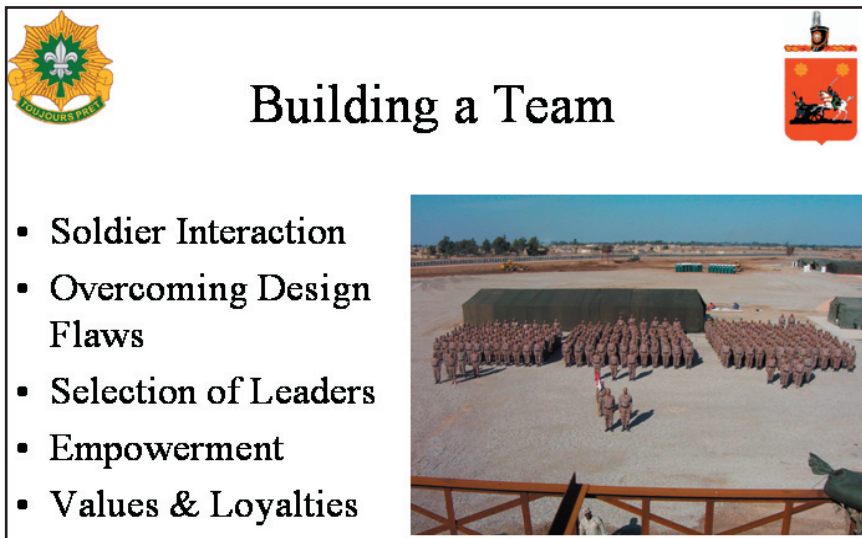 TOUJOURS PRET
Building a Team
• Soldier Interaction
• Overcoming Design
Flaws
• Selection of Leaders
• Empowerment
• Values & Loyalties